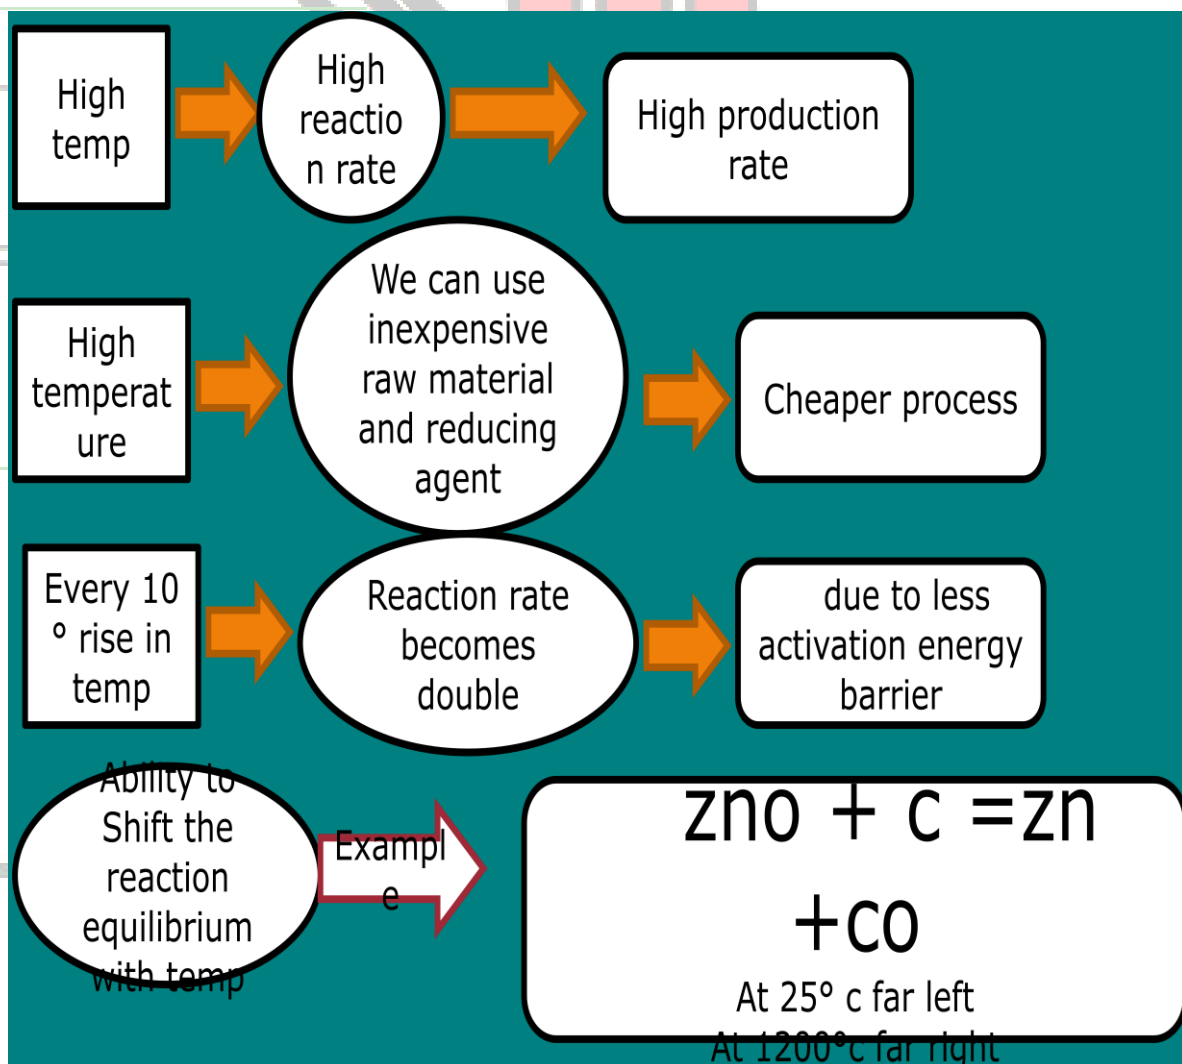 High
temp
High
reactio
n rate
High production
rate
High
temperat
ure
We can use
inexpensive
raw material
and reducing
agent
Cheaper process
Every 10
° rise in
temp
Reaction rate
becomes
double
due to less
activation energy
barrier
Ability to
Shift the
reaction
equilibrium
with temp
Exampl
e
zno + c =zn
+co
At 25° c far left
At 1200°c far right